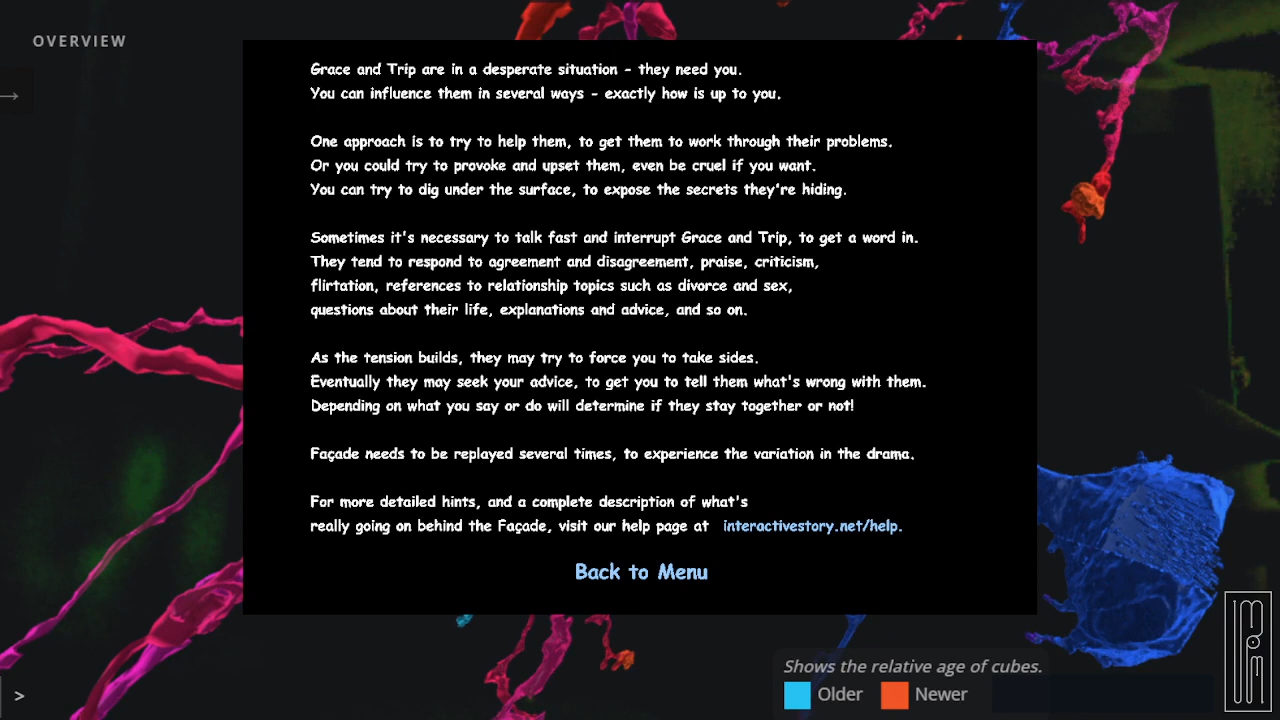 OVERVIEW
→
Grace and Trip are in a desperate situation - they need you.
You can influence them in several ways - exactly how is up to you.
One approach is to try to help them, to get them to work through their problems.
Or you could try to provoke and upset them, even be cruel if you want.
You can try to dig under the surface, to expose the secrets they're hiding.
Sometimes it's necessary to talk fast and interrupt Grace and Trip, to get a word in.
They tend to respond to agreement and disagreement, praise, criticism,
flirtation, references to relationship topics such as divorce and sex,
questions about their life, explanations and advice, and so on.
As the tension builds, they may try to force you to take sides.
Eventually they may seek your advice, to get you to tell them what's wrong with them.
Depending on what you say or do will determine if they stay together or not!
Façade needs to be replayed several times, to experience the variation in the drama.
For more detailed hints, and a complete description of what's
really going on behind the Façade, visit our help page at interactivestory.net/help.
Back to Menu
Shows the relative age of cubes.
Older Newer
>